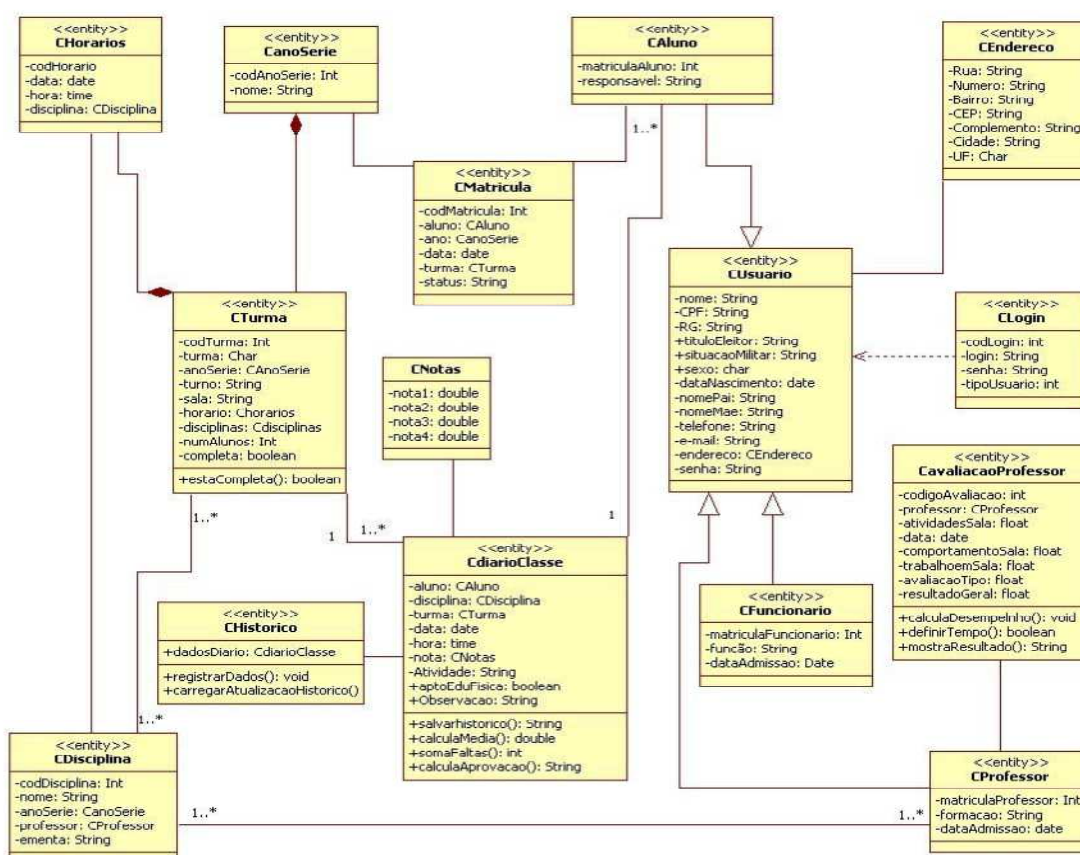 <<entity>>
CHorarios
-codHorario
-data: date
-hora: time
-disciplina: CDisciplina
<<entity>>
CanoSerie
-codAnoSerie: Int
-nome: String
<<entity>>
CAluno
-matriculaAluno: Int
-responsavel: String
<<entity>>
CEndereco
-Rua: String
-Numero: String
-Bairro: String
-CEP: String
-Complemento: String
-Cidade: String
-UF: Char
1..*
<<entity>>
CMatricula
-codMatricula: Int
-aluno: CAluno
-ano: CanoSerie
-data: date
-turma: CTurma
-status: String
<<entity>>
CUsuario
-nome: String
-CPF: String
-RG: String
+tituloEleitor: String
+situacaoMilitar: String
+sexo: char
-dataNascimento: date
-nomePai: String
-nomeMae: String
-telefone: String
-e-mail: String
-endereco: CEndereco
-senha: String
<<entity>>
CLogin
-codLogin: int
-login: String
-senha: String
-tipoUsuario: int
<<entity>>
CTurma
-codTurma: Int
-turma: Char
-anoSerie: CAnoSerie
-turno: String
-sala: String
-horario: Chorarios
-disciplinas: Cdisciplinas
-numAlunos: Int
-completa: boolean
+estaCompleta(): boolean
CNotas
-nota1: double
-nota2: double
-nota3: double
-nota4: double
<<entity>>
CavaliacaoProfessor
-codigoAvaliacao: int
-professor: CProfessor
-atividadesSala: float
-data: date
-comportamentoSala: float
-trabalhoemSala: float
-avaliacaoTipo: float
-resultadoGeral: float
+calculaDesempelnho(): void
+definirTempo(): boolean
+mostraResultado(): String
1..*
1
1..*
1
<<entity>>
CdiarioClasse
-aluno: CAluno
-disciplina: CDisciplina
-turma: CTurma
-data: date
-hora: time
-nota: CNotas
-Atividade: String
+aptoEduFisica: boolean
+Observacao: String
+salvarhistorico(): String
+calculaMedia(): double
+somaFaltas(): int
+calculaAprovacao(): String
<<entity>>
CFuncionario
-matriculaFuncionario: Int
-funcão: String
-dataAdmissao: Date
<<entity>>
CHistorico
+dadosDiario: CdiarioClasse
+registrarDados(): void
+carregarAtualizacaoHistorico()
1..*
<<entity>>
CDisciplina
-codDisciplina: Int
-nome: String
-anoSerie: CanoSerie
-professor: CProfessor
-ementa: String
1..*
1..*
<<entity>>
CProfessor
-matriculaProfessor: Int
-formacao: String
-dataAdmissao: date